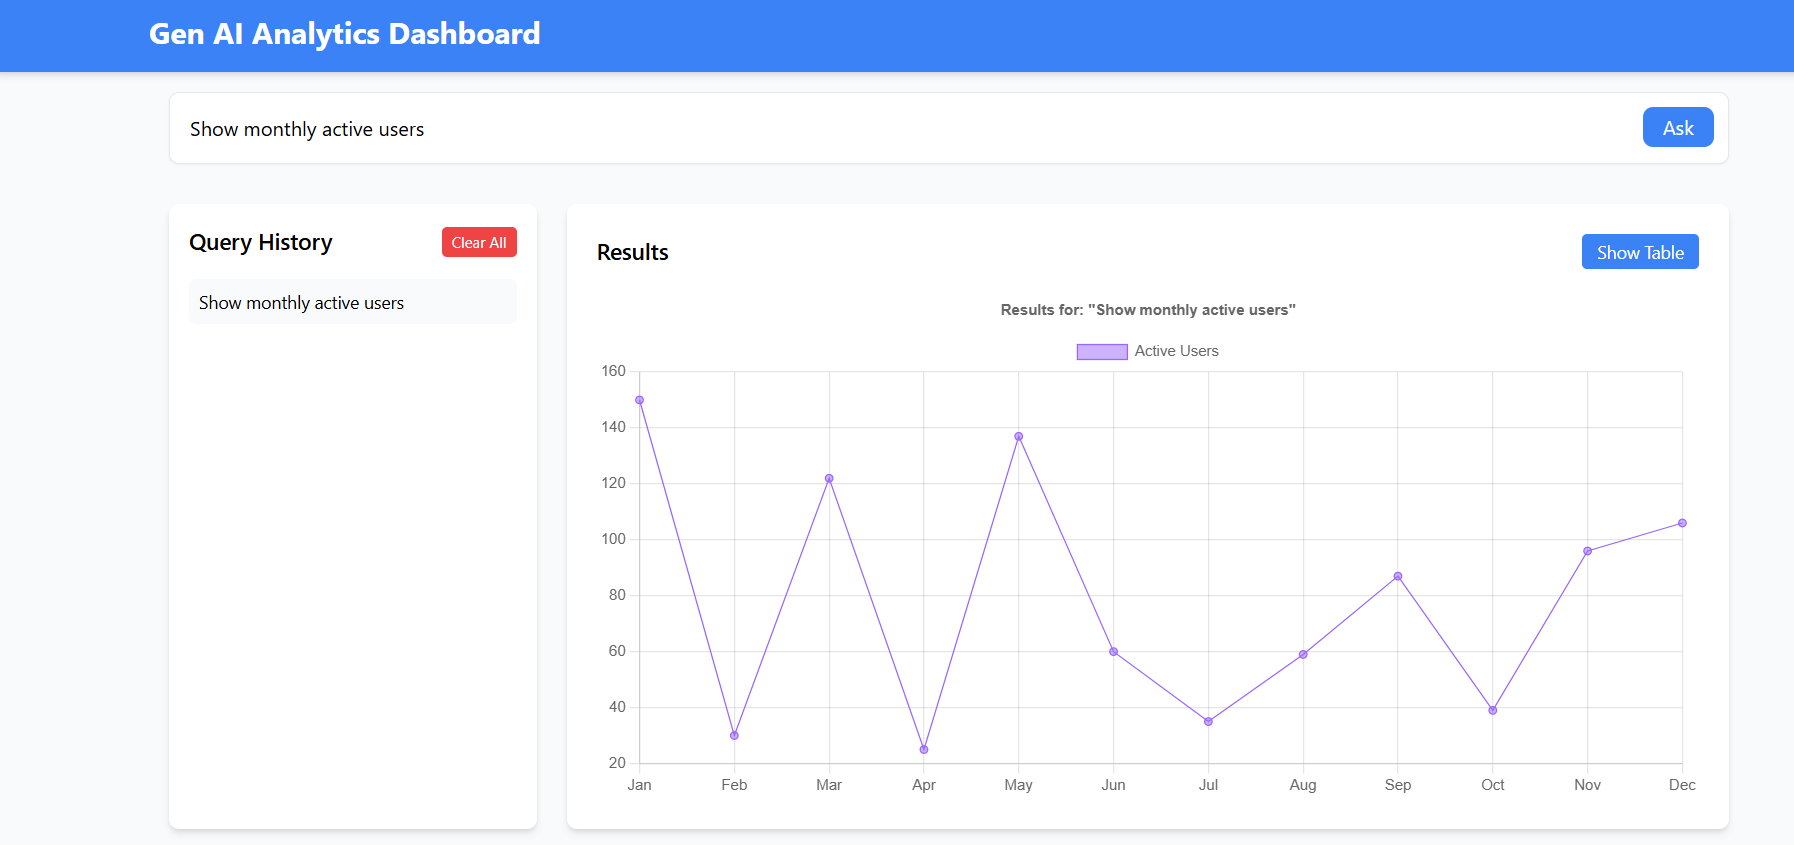 Gen AI Analytics Dashboard
Show monthly active users
Ask
Query History
Clear All
Show monthly active users
Results
Show Table
Results for: "Show monthly active users"
Active Users
160
140
120
100
80
60
40
20
Jan Feb Mar Apr May Jun Jul Aug Sep Oct Nov Dec